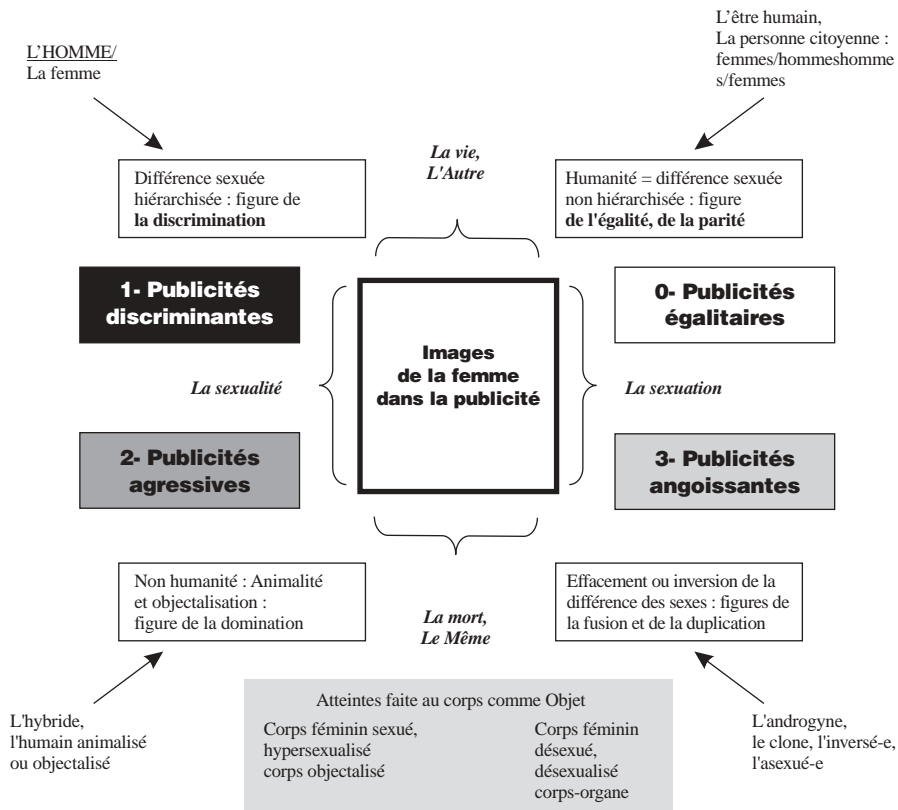 L'HOMME/
La femme
L'être humain,
La personne citoyenne :
femmes/hommeshomme
s/femmes
La vie,
L'Autre
Différence sexuée
hiérarchisée : figure de
la discrimination
Humanité = différence sexuée
non hiérarchisée : figure
de l'égalité, de la parité
1- Publicités
discriminantes
0- Publicités
égalitaires
Images
de la femme
dans la publicité
La sexualité
La sexuation
2- Publicités
agressives
3- Publicités
angoissantes
Non humanité : Animalité
et objectalisation :
figure de la domination
Effacement ou inversion de la
différence des sexes : figures de
la fusion et de la duplication
La mort,
Le Même
L'hybride,
l'humain animalisé
ou objectalisé
Atteintes faite au corps comme Objet
Corps féminin sexué,
hypersexualisé
corps objectalisé
Corps féminin
désexué,
désexualisé
corps-organe
L'androgyne,
le clone, l'inversé-e,
l'asexué-e